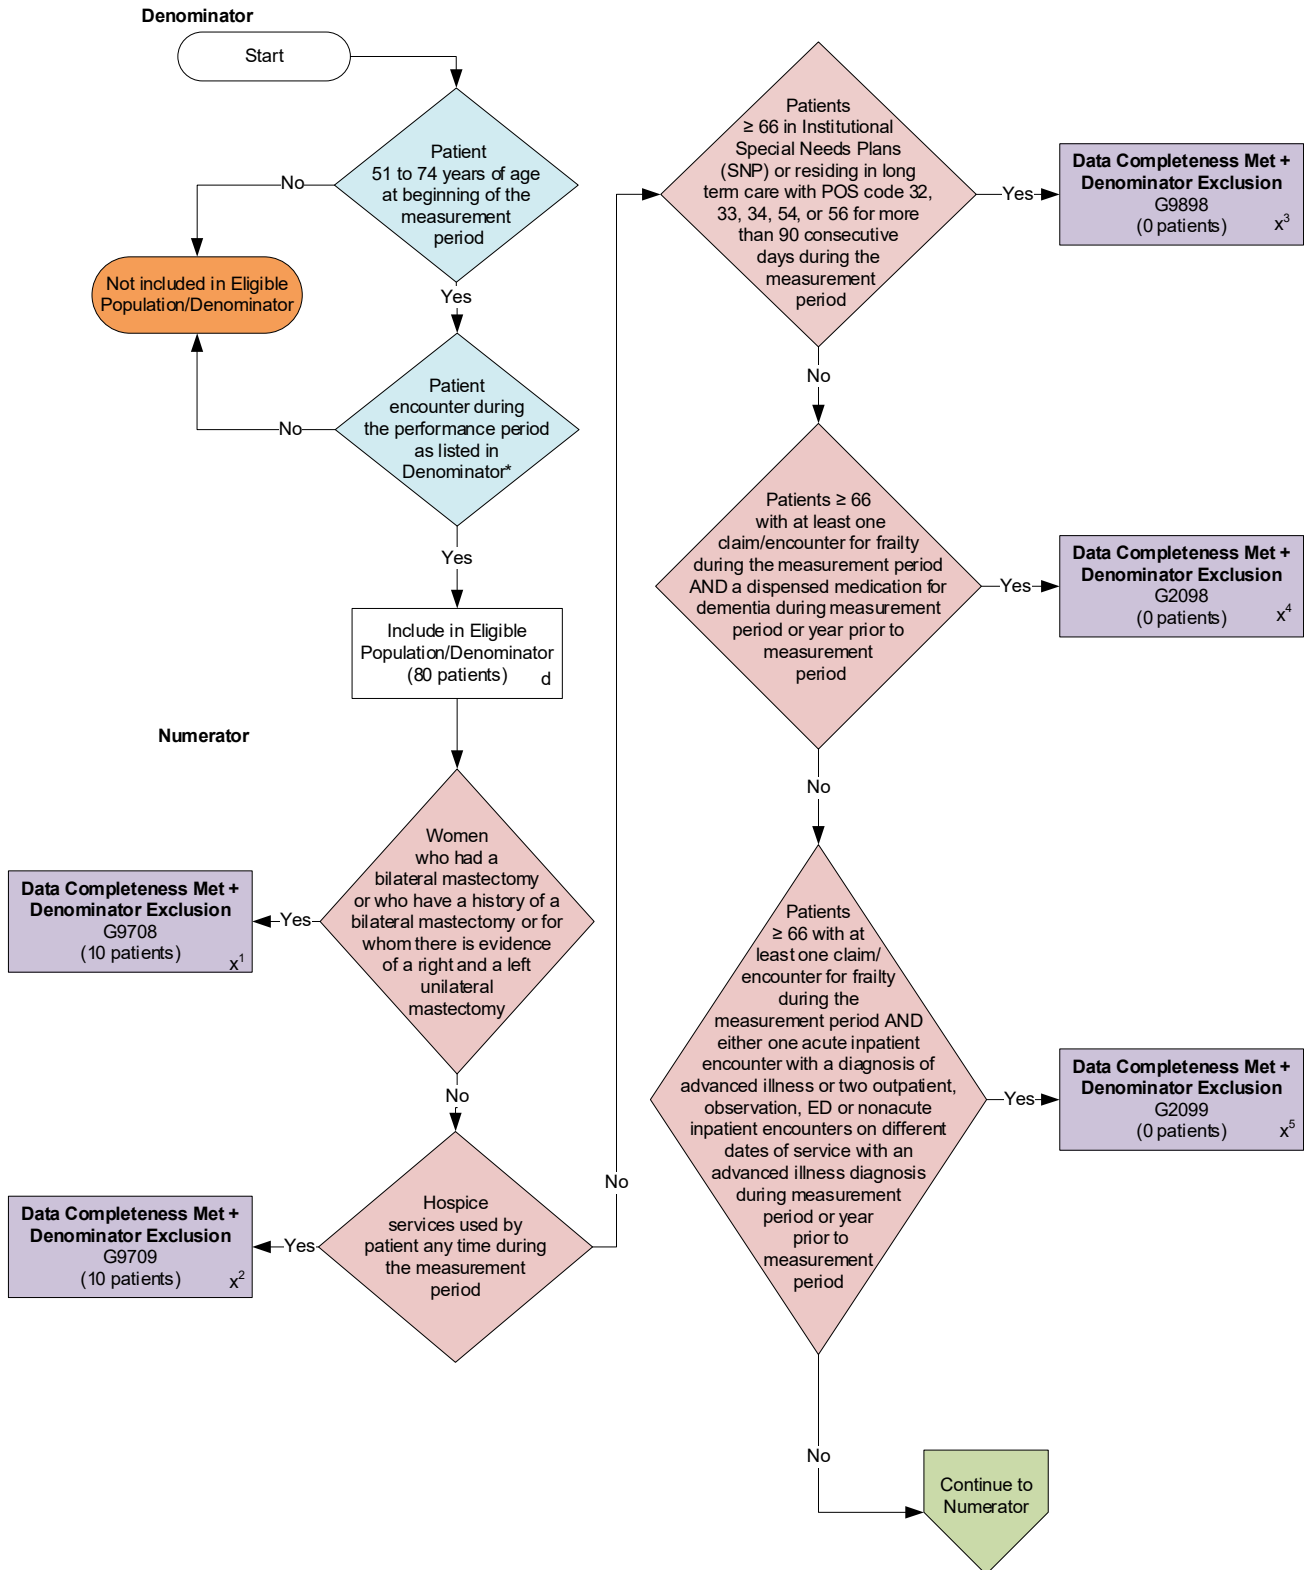 Denominator
Start
Patient
51 to 74 years of age
at beginning of the
measurement
period
No
Not included in Eligible
Population/Denominator
Yes
Patient
encounter during
the performance period
as listed in
Denominator*
No
Yes
Include in Eligible
Population/Denominator
(80 patients)
d
Numerator
Women
who had a
bilateral mastectomy
or who have a history of a
bilateral mastectomy or for
whom there is evidence
of a right and a left
unilateral
mastectomy
Yes
Data Completeness Met +
Denominator Exclusion
G9708
(10 patients)
x¹
No
Hospice
services used by
patient any time during
the measurement
period
Yes
Data Completeness Met +
Denominator Exclusion
G9709
(10 patients)
x²
No
Patients
≥ 66 in Institutional
Special Needs Plans
(SNP) or residing in long
term care with POS code 32,
33, 34, 54, or 56 for more
than 90 consecutive
days during the
measurement
period
Yes
Data Completeness Met +
Denominator Exclusion
G9898
(0 patients)
x³
No
Patients ≥ 66
with at least one
claim/encounter for frailty
during the measurement period
AND a dispensed medication for
dementia during measurement
period or year prior to
measurement
period
Yes
Data Completeness Met +
Denominator Exclusion
G2098
(0 patients)
x⁴
No
Patients
≥ 66 with at
least one claim/
encounter for frailty
during the
measurement period AND
either one acute inpatient
encounter with a diagnosis of
advanced illness or two outpatient,
observation, ED or nonacute
inpatient encounters on different
dates of service with an
advanced illness diagnosis
during measurement
period or year
prior to
measurement
period
Yes
Data Completeness Met +
Denominator Exclusion
G2099
(0 patients)
x⁵
No
Continue to
Numerator